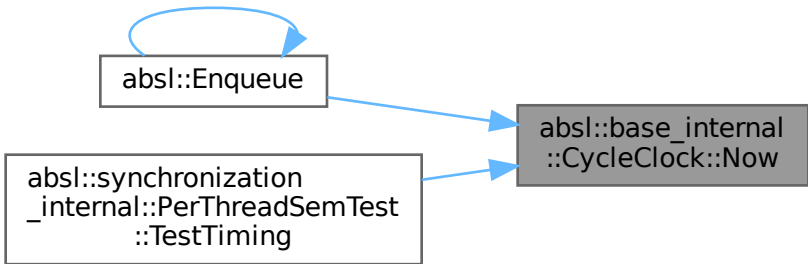 absl::Enqueue
absl::base_internal
::CycleClock::Now
absl::synchronization
_internal::PerThreadSemTest
::TestTiming